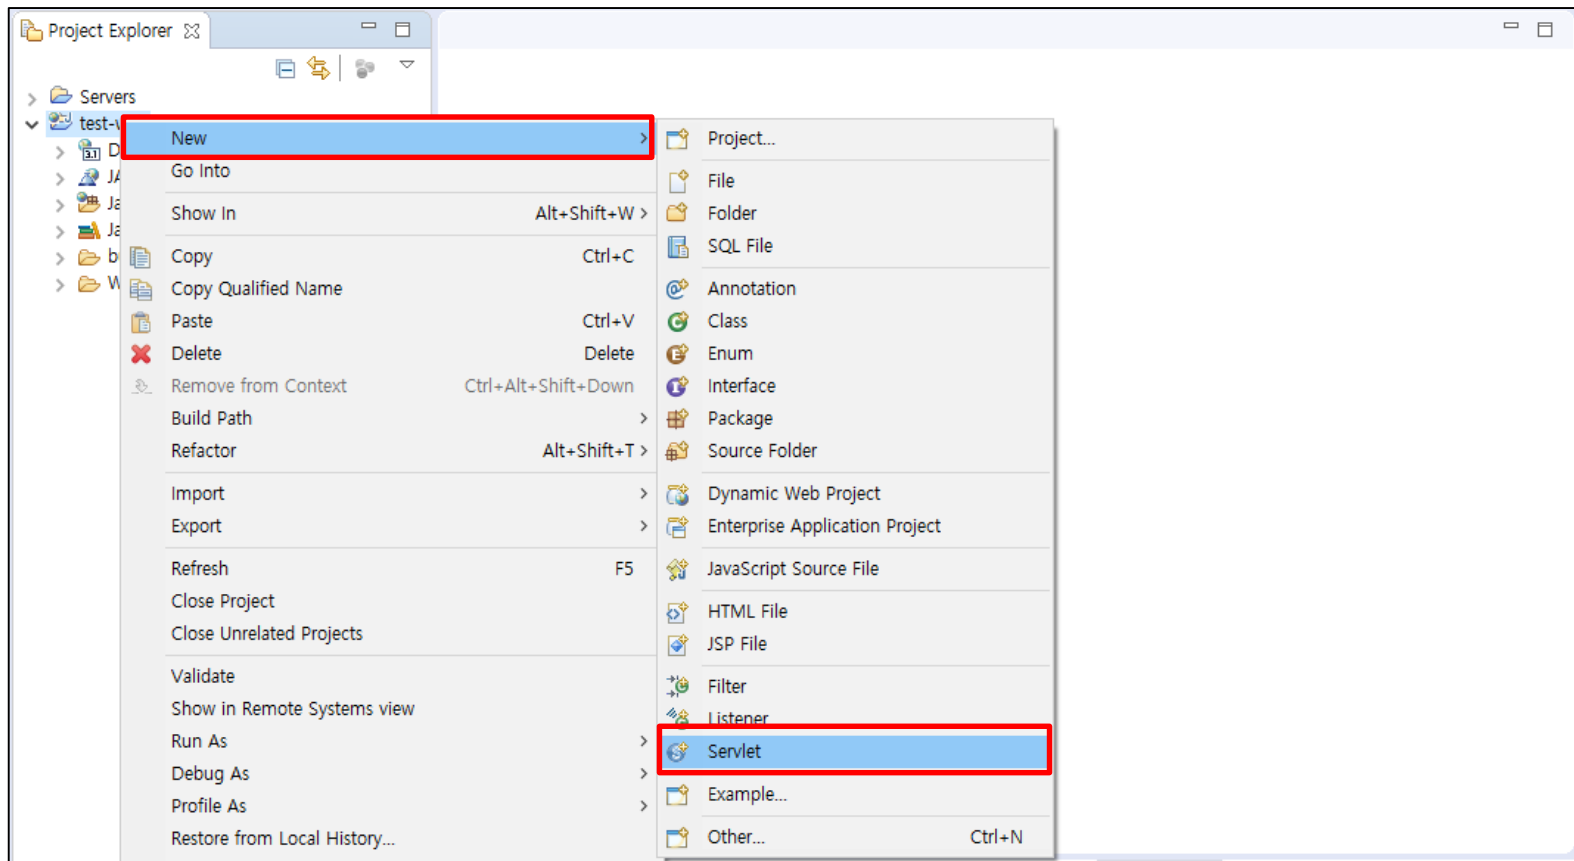 Project Explorer
Servers
test-
New
Go Into
Show In Alt+Shift+W
Copy Ctrl+C
Copy Qualified Name
Paste Ctrl+V
Delete Delete
Remove from Context Ctrl+Alt+Shift+Down
Build Path
Refactor Alt+Shift+T
Import
Export
Refresh F5
Close Project
Close Unrelated Projects
Validate
Show in Remote Systems view
Run As
Debug As
Profile As
Restore from Local History...
Project...
File
Folder
SQL File
Annotation
Class
Enum
Interface
Package
Source Folder
Dynamic Web Project
Enterprise Application Project
JavaScript Source File
HTML File
JSP File
Filter
Listener
Servlet
Example...
Other... Ctrl+N